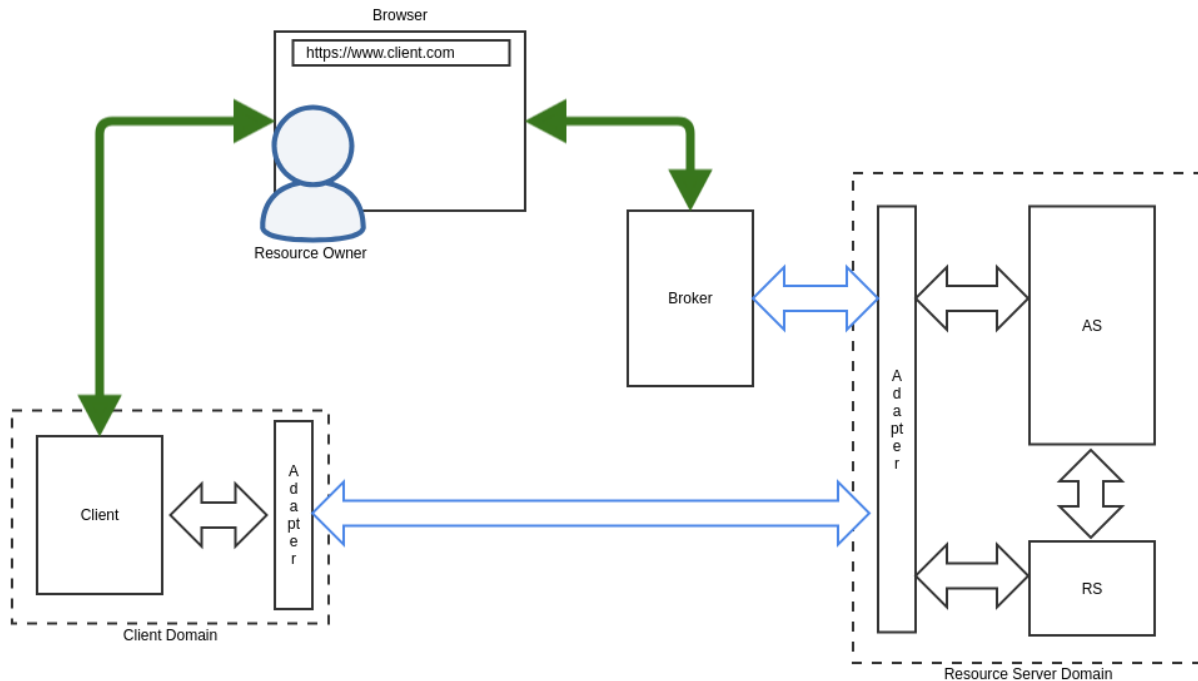 Browser
https://www.client.com
Resource Owner
Broker
AS
A
d
a
pt
e
r
A
d
a
pt
e
r
Client
RS
Client Domain
Resource Server Domain